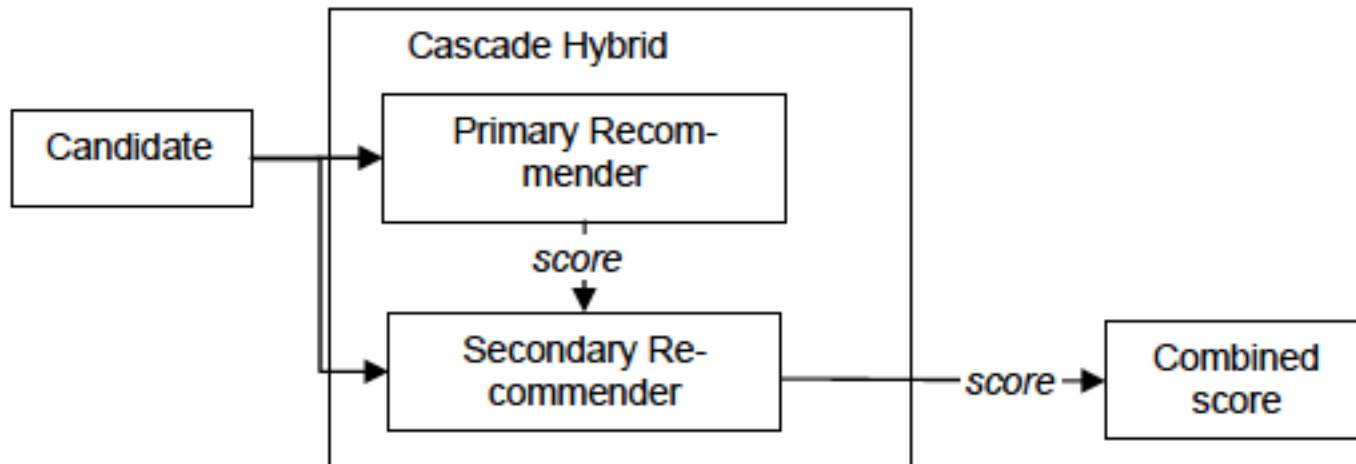 Cascade Hybrid
Candidate
Primary Recom-
mender
score
Secondary Re-
commender
score
Combined
score